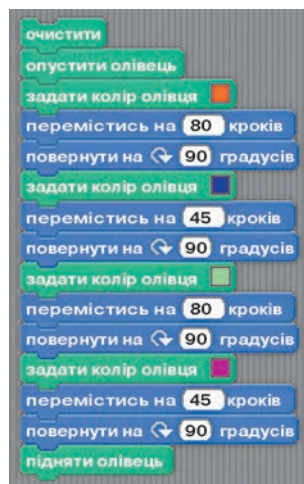 очистити
опустити олівець
задати колір олівця
перемістись на 80 кроків
повернути на 90 градусів
задати колір олівця
перемістись на 45 кроків
повернути на 90 градусів
задати колір олівця
перемістись на 80 кроків
повернути на 90 градусів
задати колір олівця
перемістись на 45 кроків
повернути на 90 градусів
підняти олівець